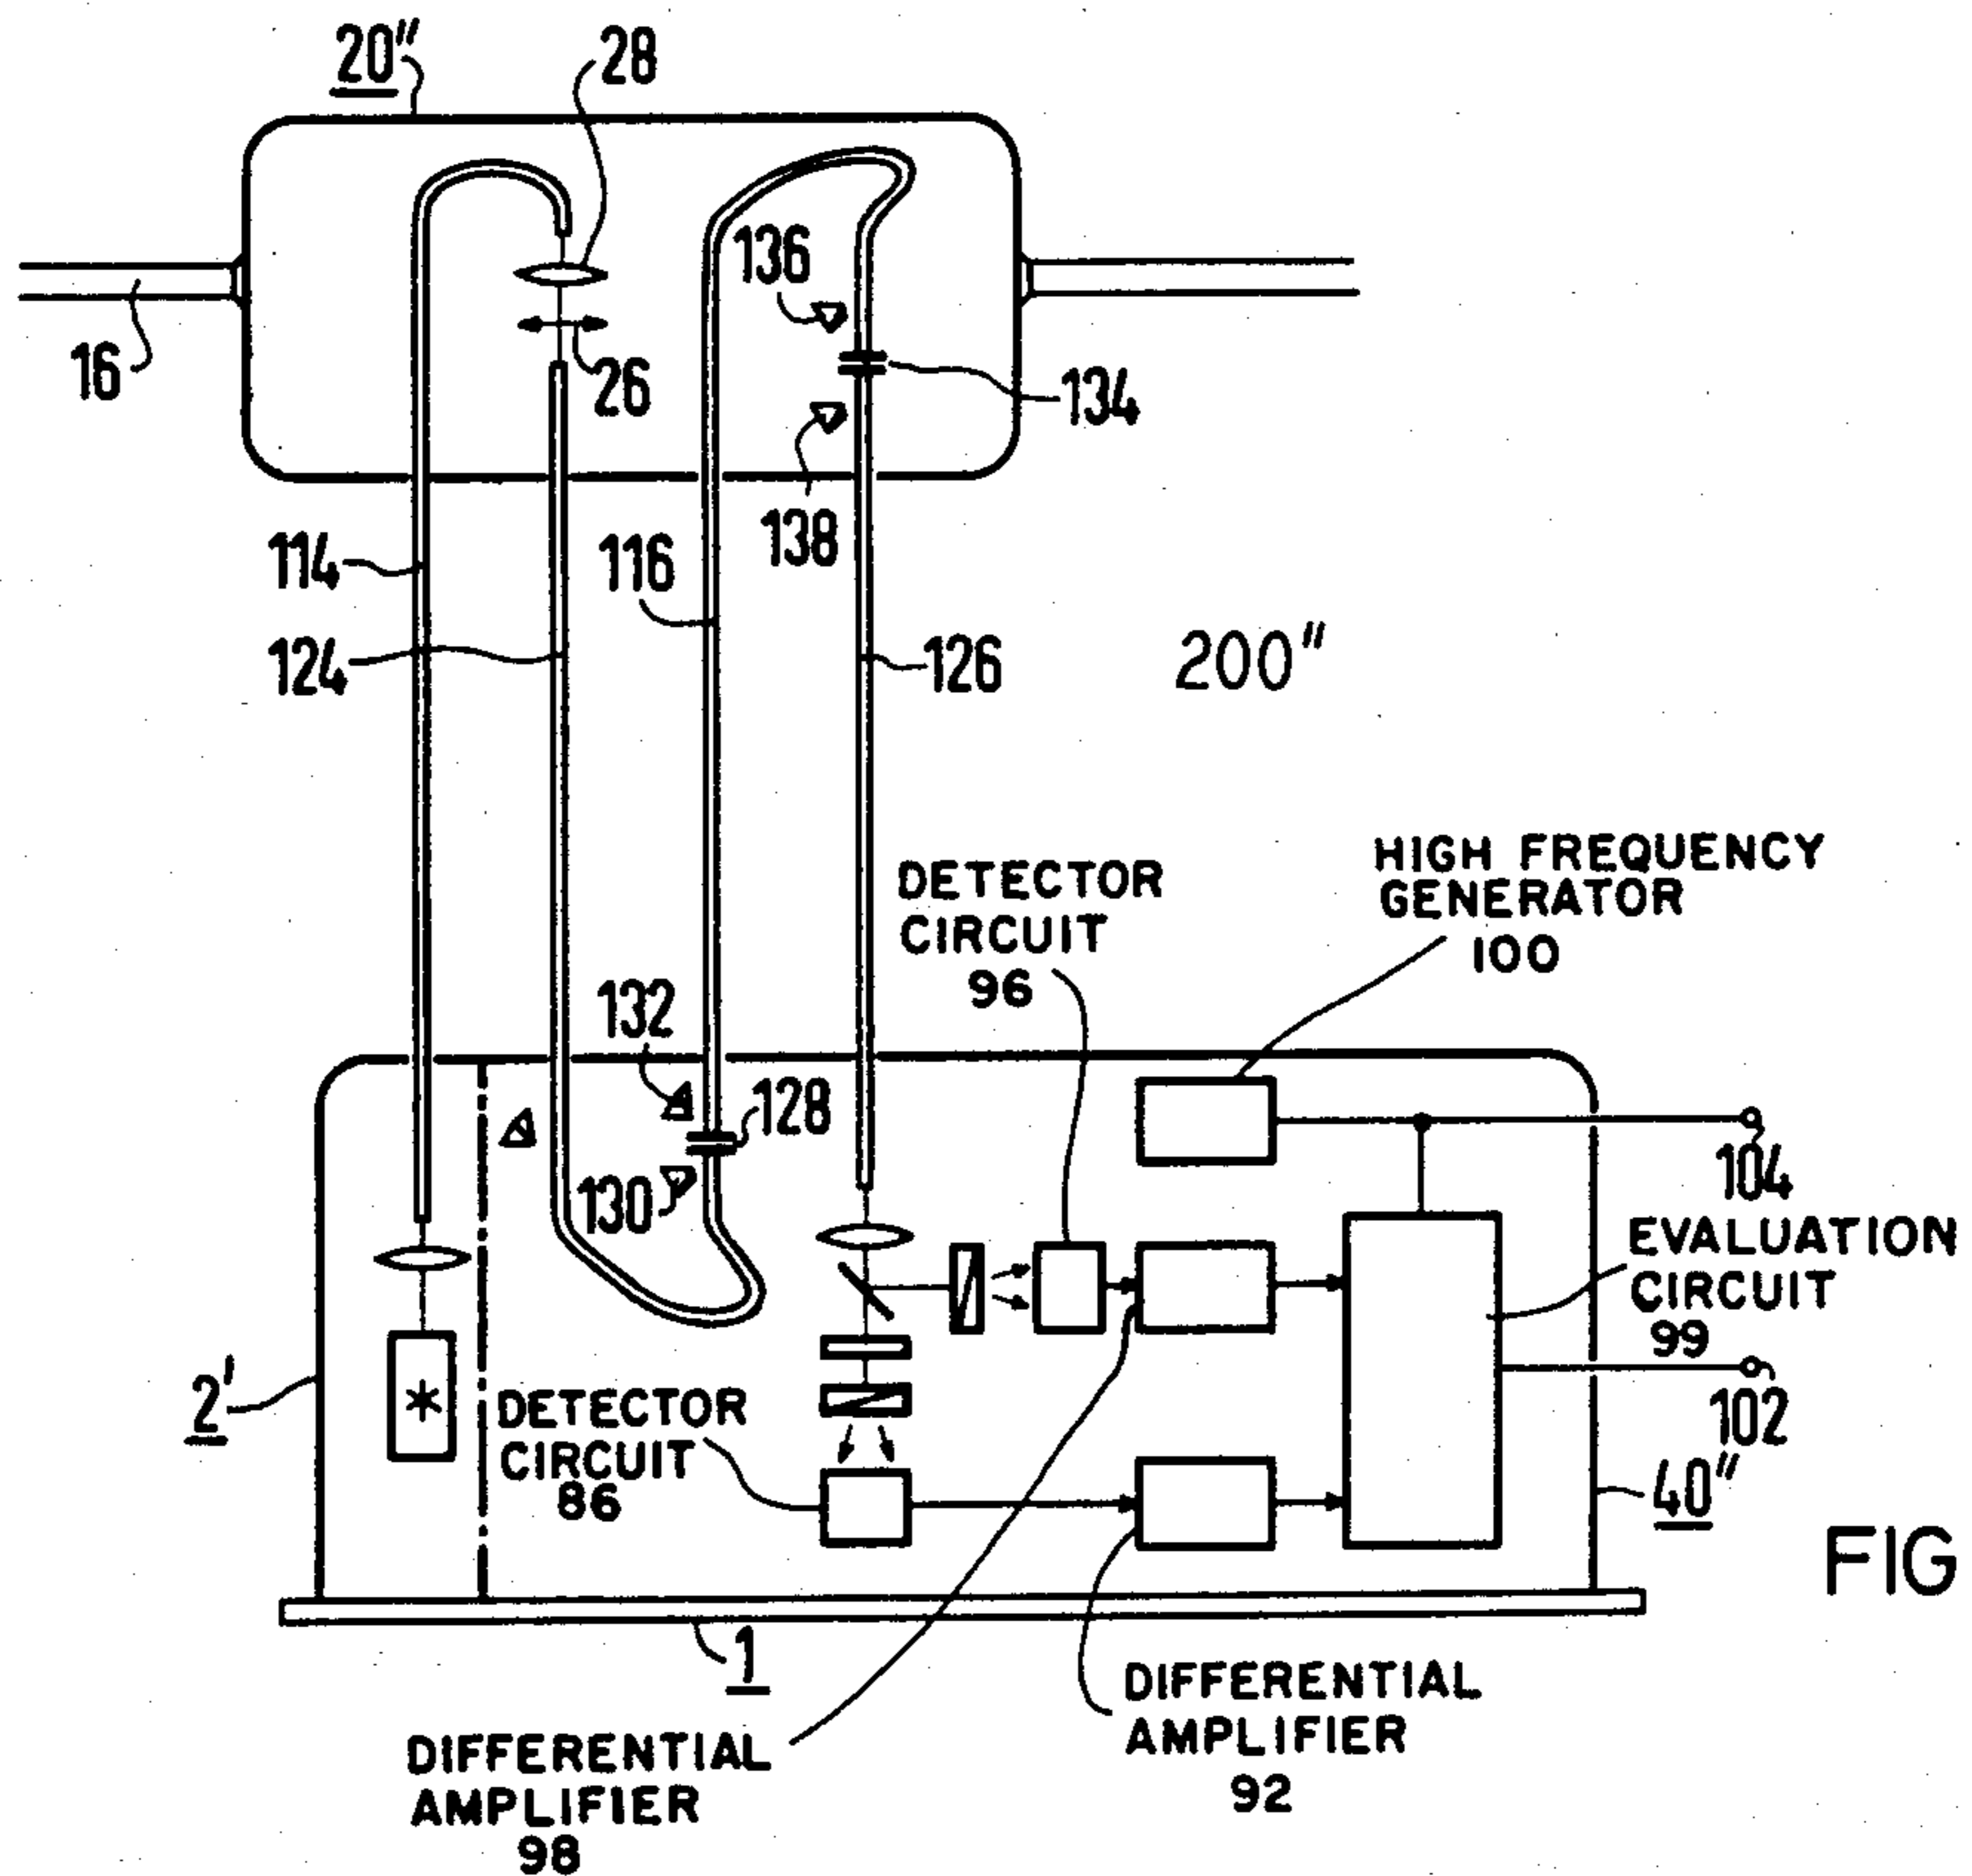 20"
28
136
16
26
134
138
114
116
124
126
200"
HIGH FREQUENCY
GENERATOR
100
DETECTOR
CIRCUIT
96
132
128
104
130
EVALUATION
CIRCUIT
99
2'
DETECTOR
CIRCUIT
86
102
40"
FIG
1
DIFFERENTIAL
AMPLIFIER
92
DIFFERENTIAL
AMPLIFIER
98